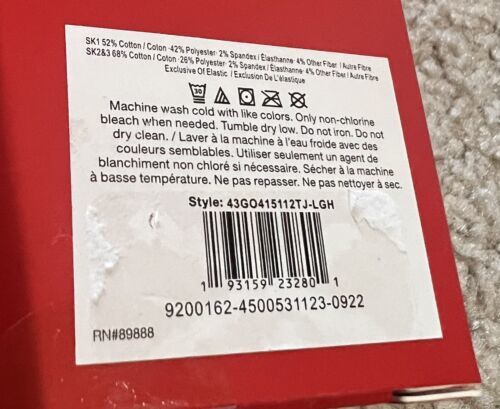 SK1 52% Cotton / Coton ·42% Polyester· 2% Spandex / Élasthanne· 4% Other Fiber / Autre Fibre
SK2&3 68% Cotton / Coton ·26% Polyester· 2% Spandex / Élasthanne· 4% Other Fiber / Autre Fibre
Exclusive Of Elastic / Exclusion De L'élastique
30
Machine wash cold with like colors. Only non-chlorine
bleach when needed. Tumble dry low. Do not iron. Do not
dry clean. / Laver à la machine à l'eau froide avec des
couleurs semblables. Utiliser seulement un agent de
blanchiment non chloré si nécessaire. Sécher à la machine
à basse température. Ne pas repasser. Ne pas nettoyer à sec.
Style: 43GO415112TJ-LGH
1 93159 23280 1
9200162-4500531123-0922
RN#89888